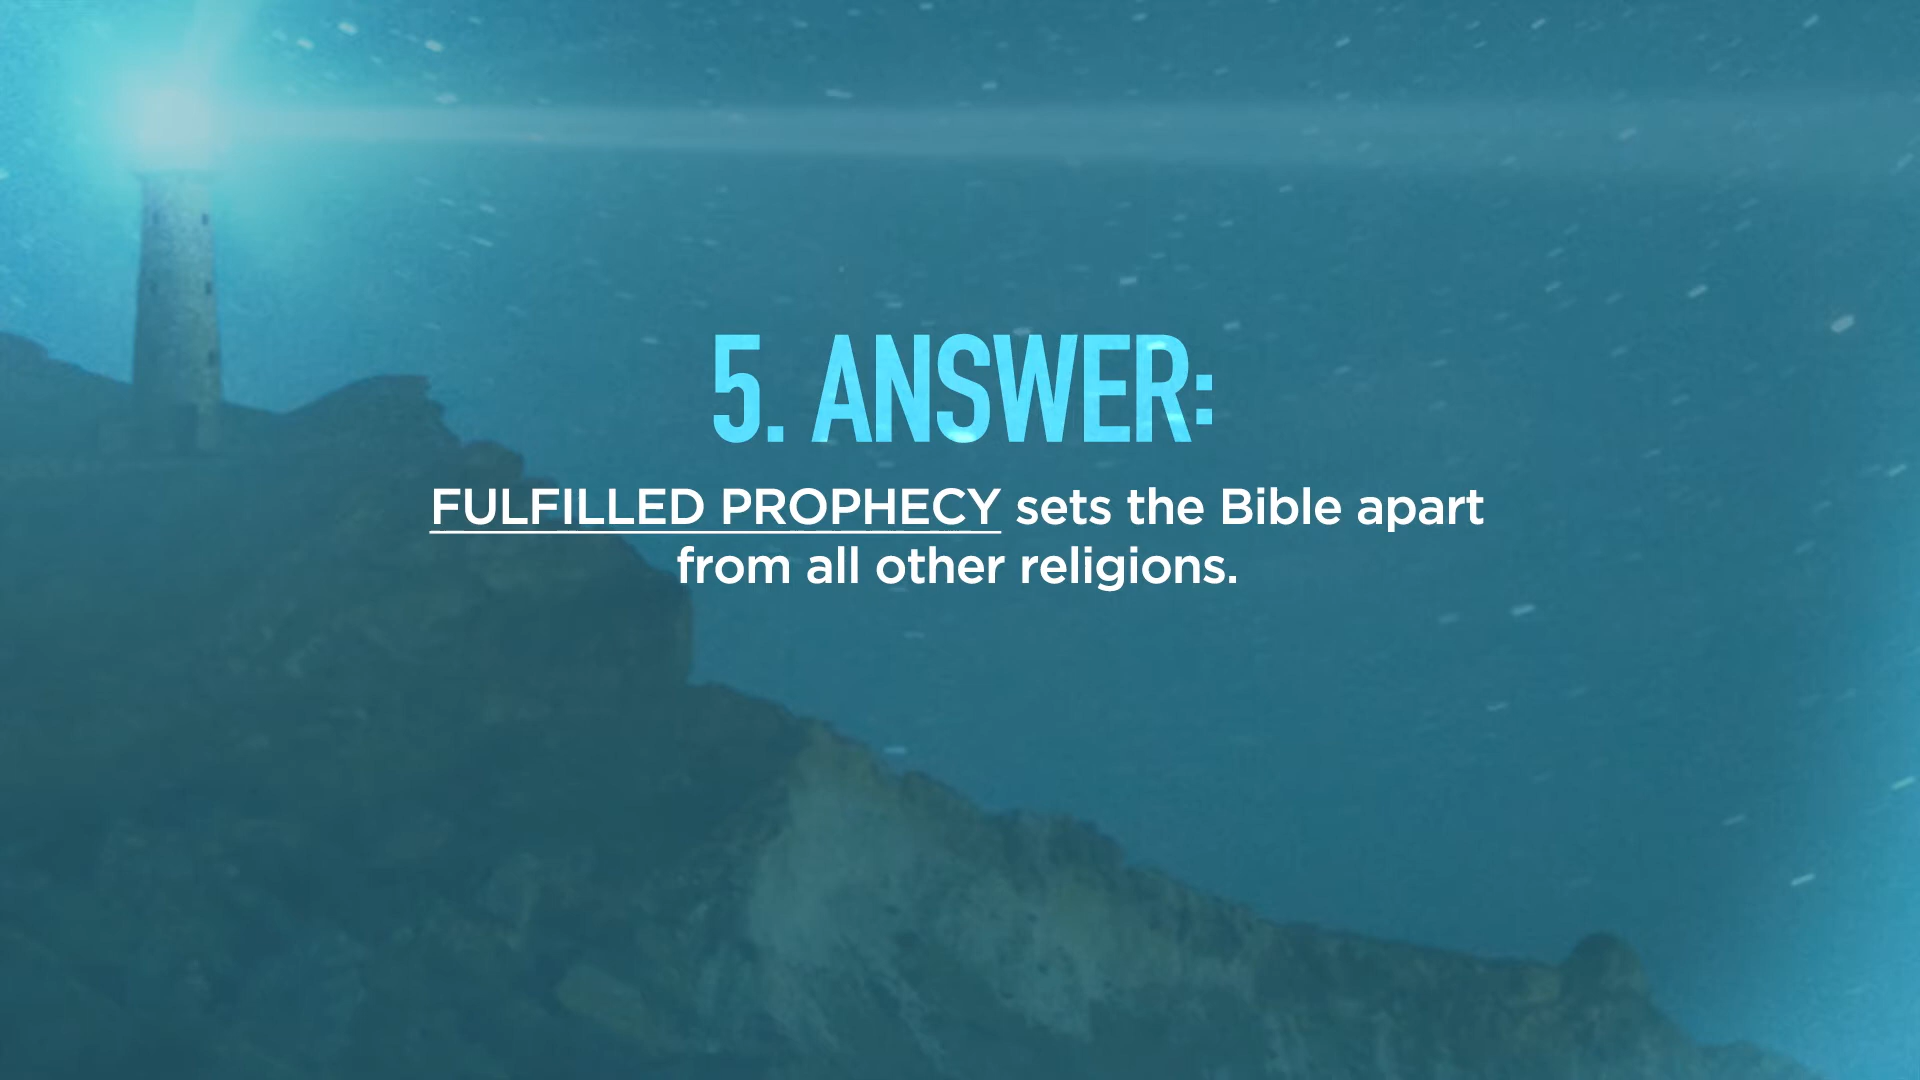 5. ANSWER:
FULFILLED PROPHECY sets the Bible apart
from all other religions.